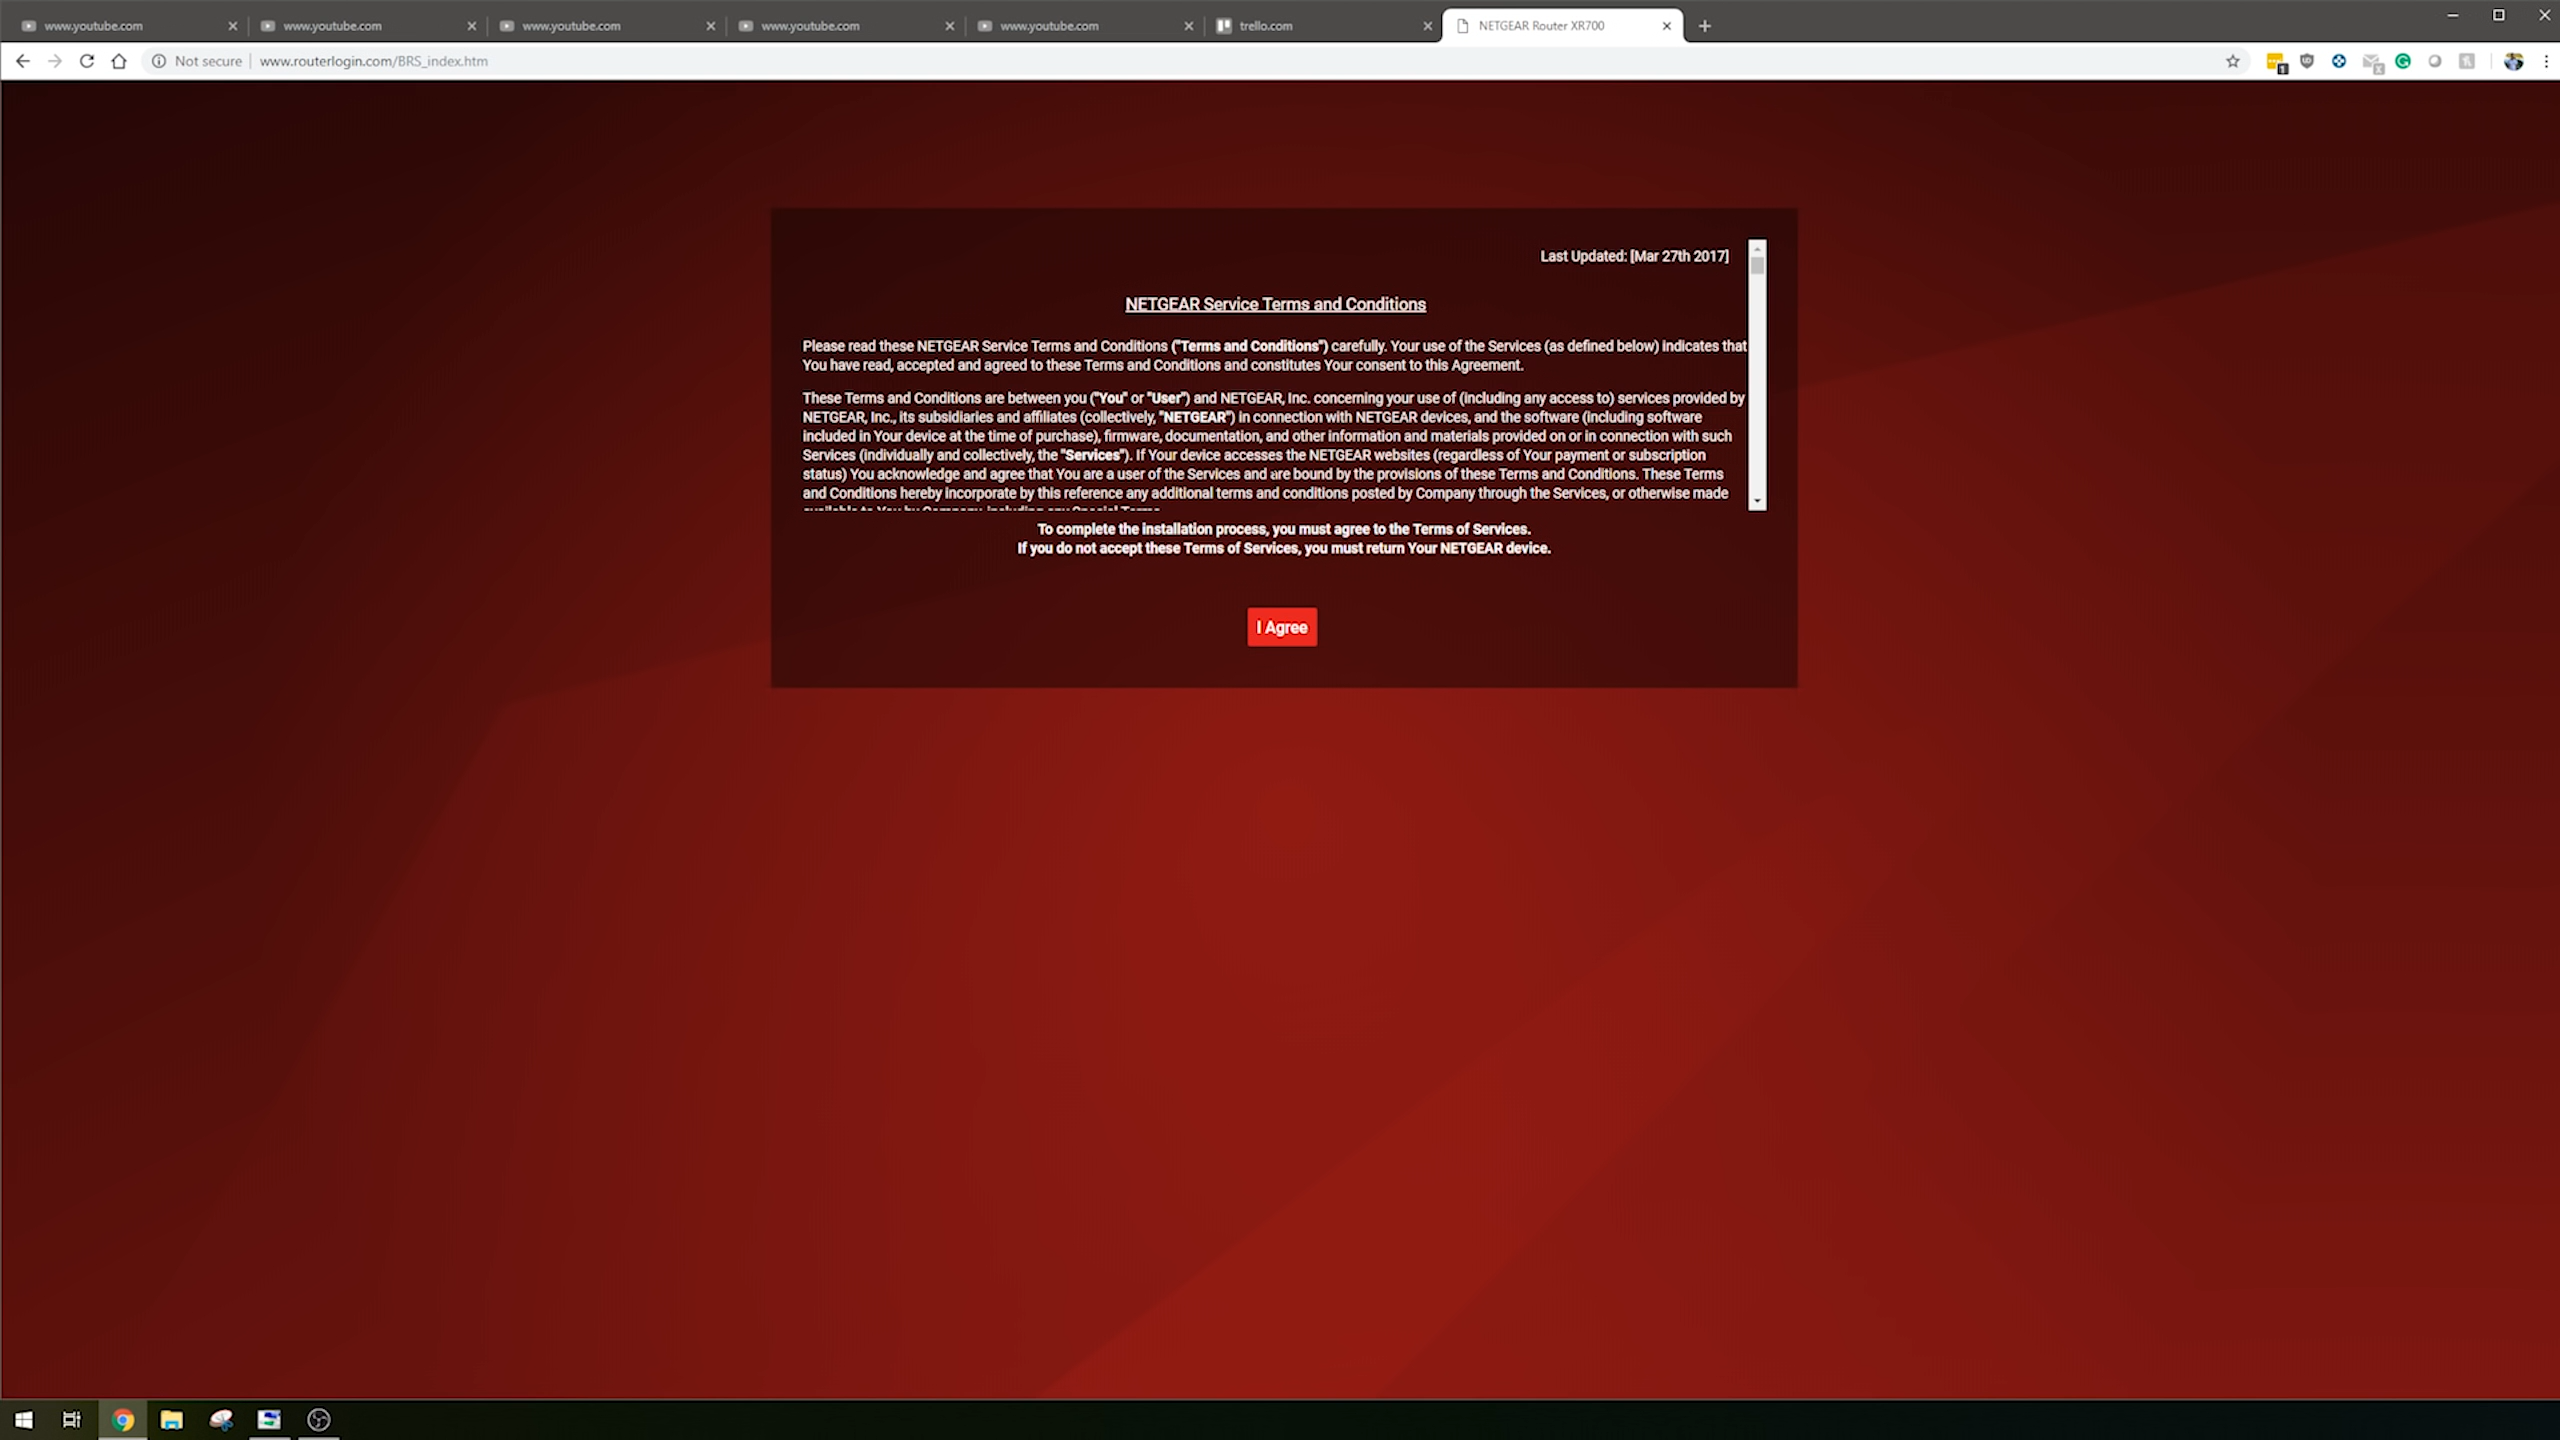 www.youtube.com
www.youtube.com
www.youtube.com
www.youtube.com
www.youtube.com
trello.com
NETGEAR Router XR700
Not secure
www.routerlogin.com/BRS_index.htm
Last Updated: [Mar 27th 2017]
NETGEAR Service Terms and Conditions
Please read these NETGEAR Service Terms and Conditions ("Terms and Conditions") carefully. Your use of the Services (as defined below) indicates that
You have read, accepted and agreed to these Terms and Conditions and constitutes Your consent to this Agreement.
These Terms and Conditions are between you ("You" or "User") and NETGEAR, Inc. concerning your use of (including any access to) services provided by
NETGEAR, Inc., its subsidiaries and affiliates (collectively, "NETGEAR") in connection with NETGEAR devices, and the software (including software
included in Your device at the time of purchase), firmware, documentation, and other information and materials provided on or in connection with such
Services (individually and collectively, the "Services"). If Your device accesses the NETGEAR websites (regardless of Your payment or subscription
status) You acknowledge and agree that You are a user of the Services and are bound by the provisions of these Terms and Conditions. These Terms
and Conditions hereby incorporate by this reference any additional terms and conditions posted by Company through the Services, or otherwise made
available to You by Company, including any Special Terms
To complete the installation process, you must agree to the Terms of Services.
If you do not accept these Terms of Services, you must return Your NETGEAR device.
I Agree